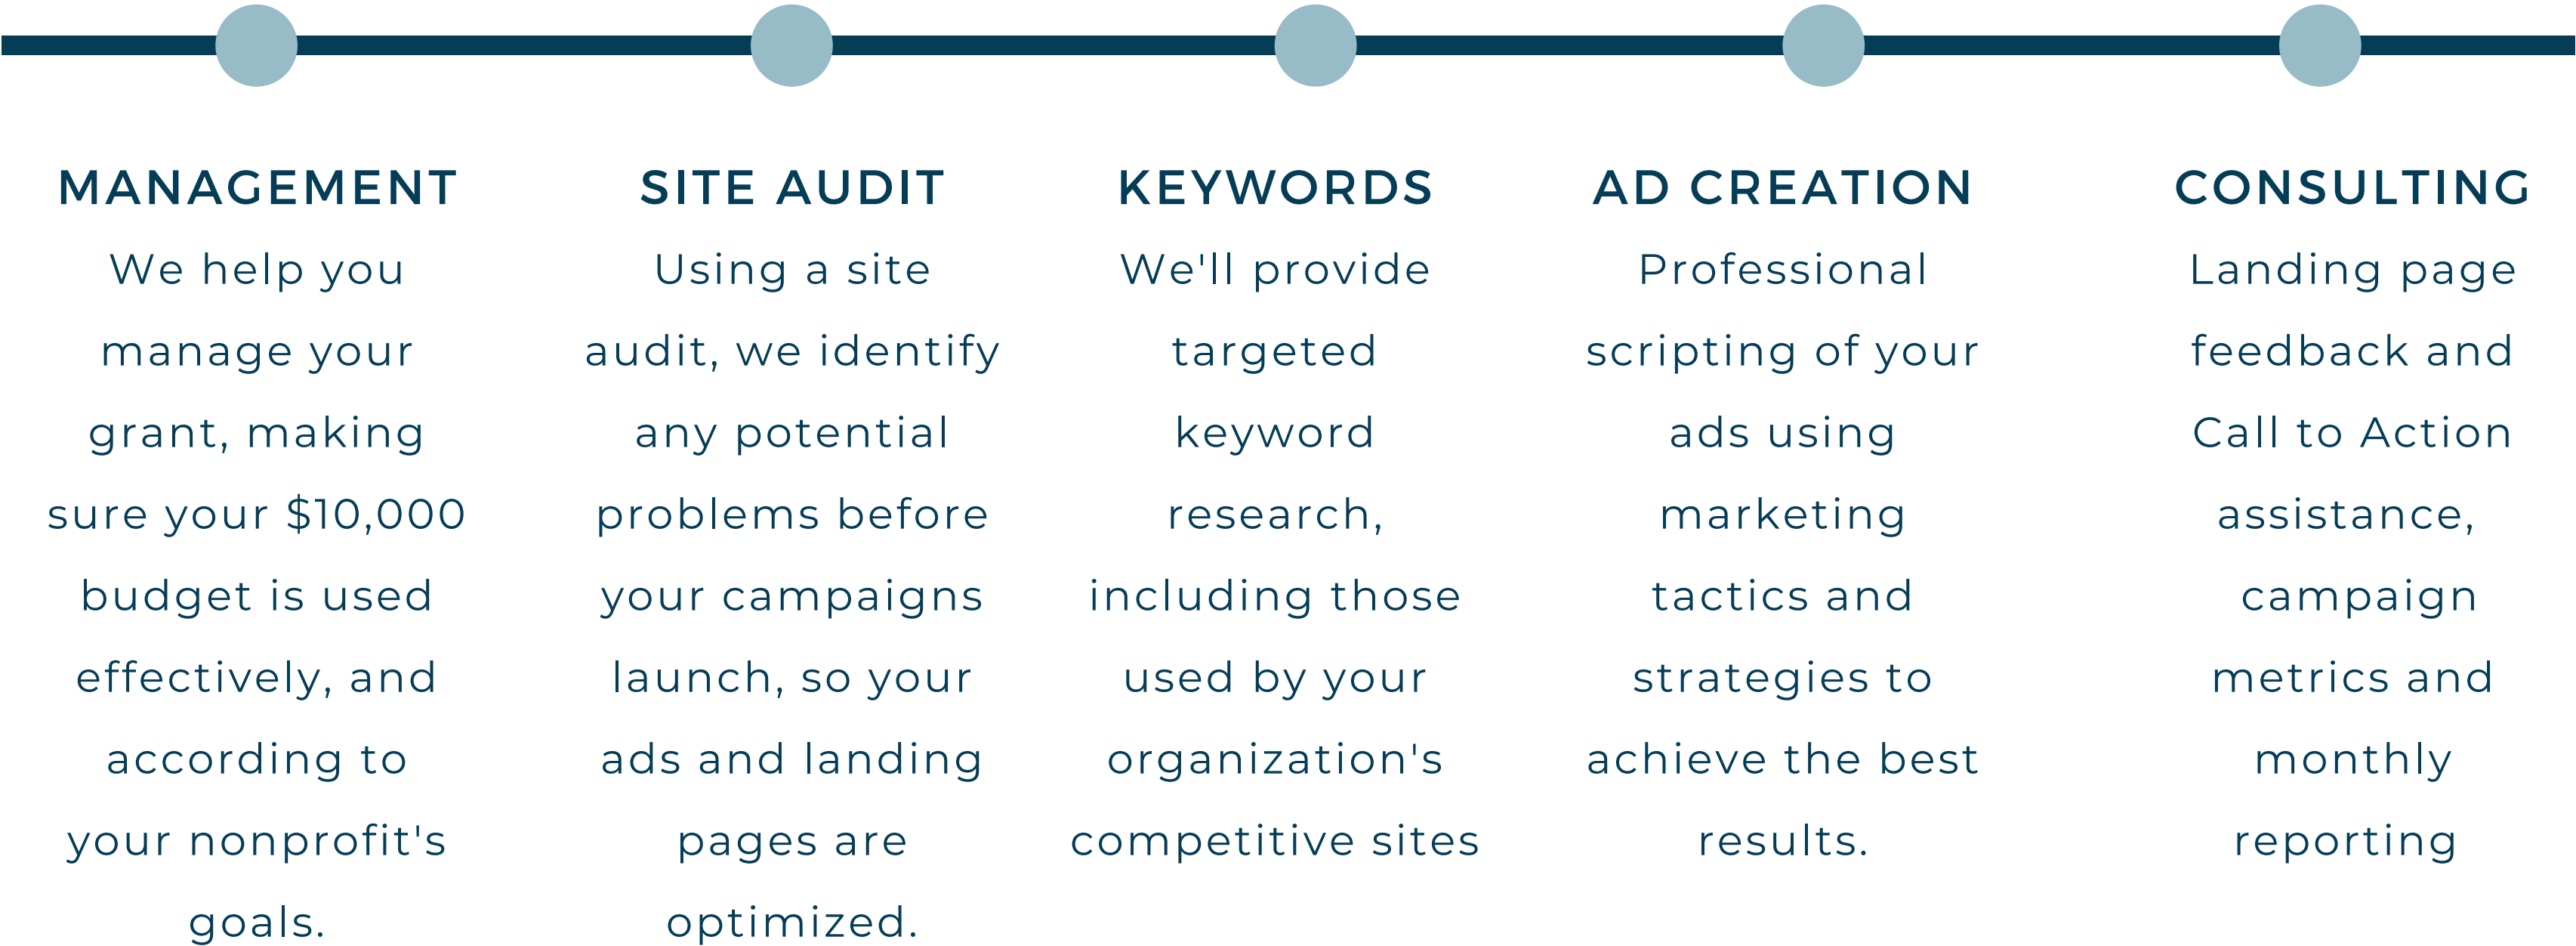 MANAGEMENT
We help you
manage your
grant, making
sure your $10,000
budget is used
effectively, and
according to
your nonprofit's
goals.
SITE AUDIT
Using a site
audit, we identify
any potential
problems before
your campaigns
launch, so your
ads and landing
pages are
optimized.
KEYWORDS
We'll provide
targeted
keyword
research,
including those
used by your
organization's
competitive sites
AD CREATION
Professional
scripting of your
ads using
marketing
tactics and
strategies to
achieve the best
results.
CONSULTING
Landing page
feedback and
Call to Action
assistance,
campaign
metrics and
monthly
reporting